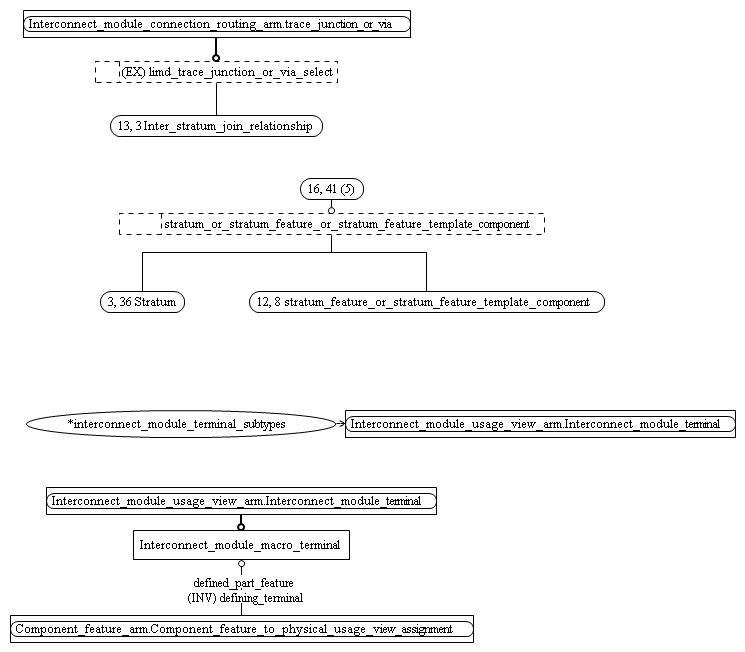 Interconnect_module_connection_routing_arm.trace_junction_or_via
(EX) limd_trace_junction_or_via_select
13, 3 Inter_stratum_join_relationship
16, 41 (5)
stratum_or_stratum_feature_or_stratum_feature_template_component
3, 36 Stratum
12, 8 stratum_feature_or_stratum_feature_template_component
*interconnect_module_terminal_subtypes
Interconnect_module_usage_view_arm.Interconnect_module_terminal
Interconnect_module_usage_view_arm.Interconnect_module_terminal
Interconnect_module_macro_terminal
defined_part_feature
(INV) defining_terminal
Component_feature_arm.Component_feature_to_physical_usage_view_assignment